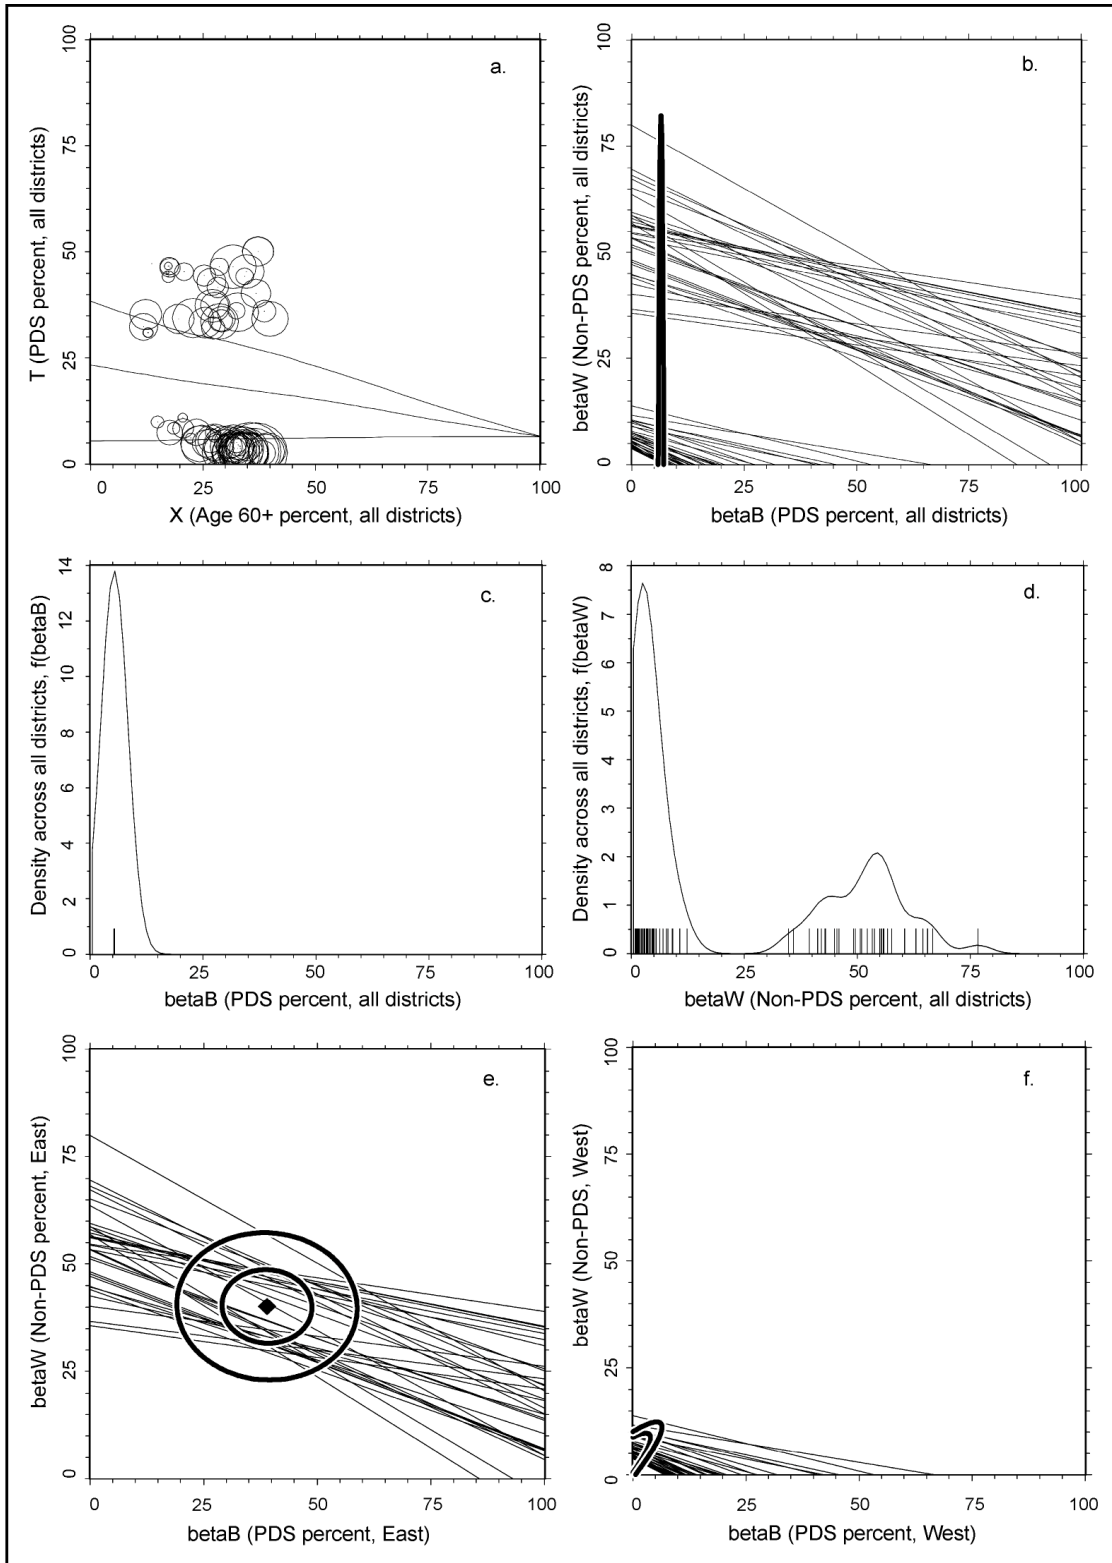 a.
T (PDS percent, all districts)
0 25 50 75 100
0 25 50 75 100
X (Age 60+ percent, all districts)
b.
betaW (Non-PDS percent, all districts)
0 25 50 75 100
0 25 50 75 100
betaB (PDS percent, all districts)
c.
Density across all districts, f(betaB)
0 2 4 6 8 10 12 14
0 25 50 75 100
betaB (PDS percent, all districts)
d.
Density across all districts, f(betaW)
0 1 2 3 4 5 6 7 8
0 25 50 75 100
betaW (Non-PDS percent, all districts)
e.
betaW (Non-PDS percent, East)
0 25 50 75 100
0 25 50 75 100
betaB (PDS percent, East)
f.
betaW (Non-PDS, West)
0 25 50 75 100
0 25 50 75 100
betaB (PDS percent, West)